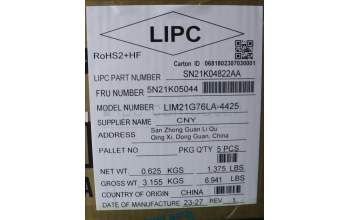 LIPC
RoHS2+HF
Carton ID 0681802307030001
LIPC PART NUMBER SN21K04822AA
FRU NUMBER 5N21K05044
MODEL NUMBER LIM21G76LA-4425
SUPPLIER NAME CNY
ADDRESS San Zhong Guan Li Qu
Qing Xi, Dong Guan, China
PALLET NO PKG Q'TY 5 PCS
NET WT. 0.625 KGS 1.375 LBS
GROSS WT. 3.155 KGS 6.941 LBS
COUNTRY OF ORIGIN CHINA
DATE OF MANUFACTURE 23-27 REV 1